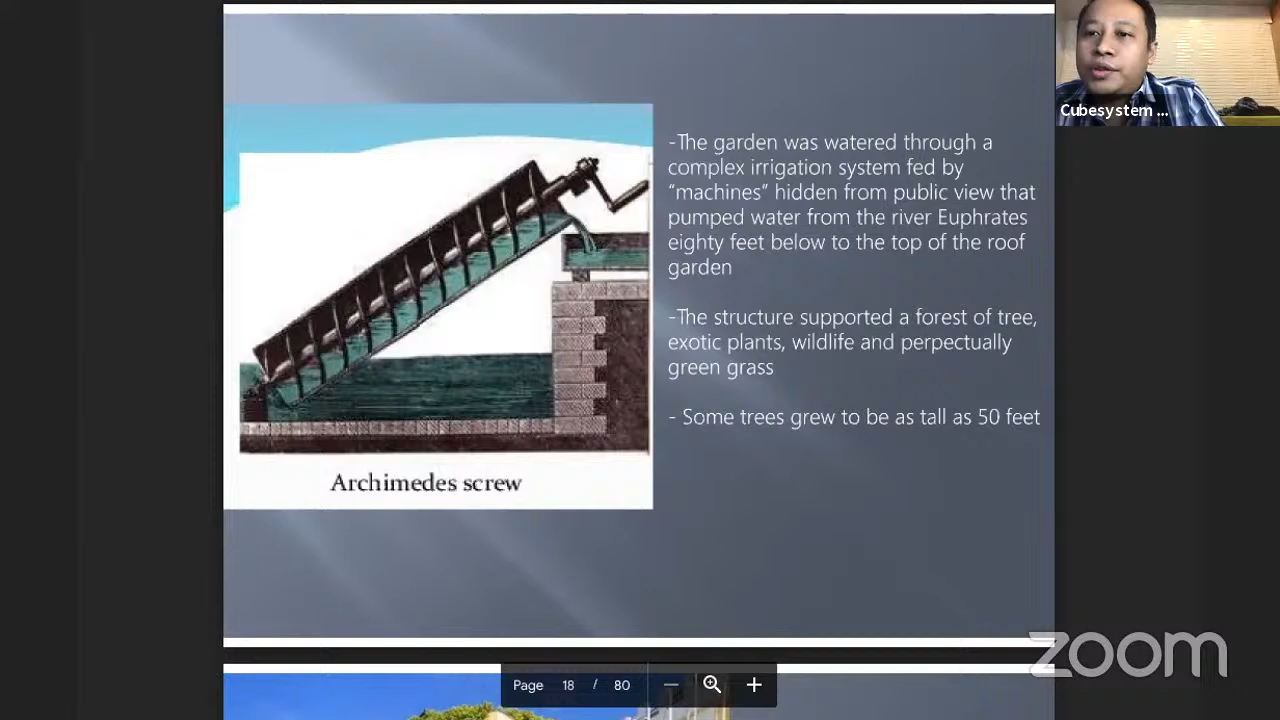 Cubesystem ...
-The garden was watered through a
complex irrigation system fed by
“machines” hidden from public view that
pumped water from the river Euphrates
eighty feet below to the top of the roof
garden
-The structure supported a forest of tree,
exotic plants, wildlife and perpectually
green grass
- Some trees grew to be as tall as 50 feet
Archimedes screw
zoom
Page 18 / 80